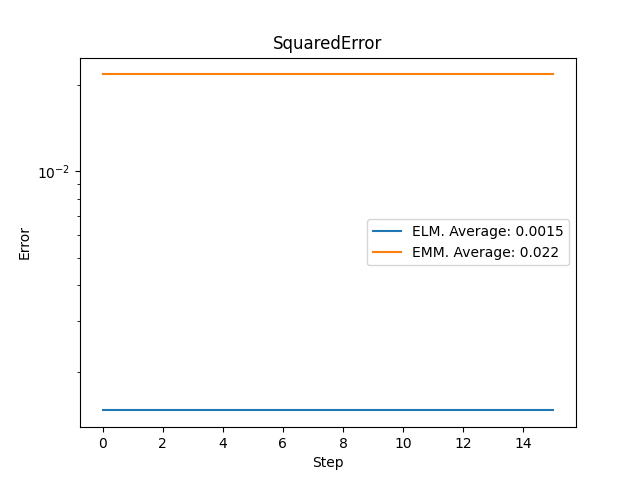 SquaredError
10⁻²
Error
ELM. Average: 0.0015
EMM. Average: 0.022
0 2 4 6 8 10 12 14
Step